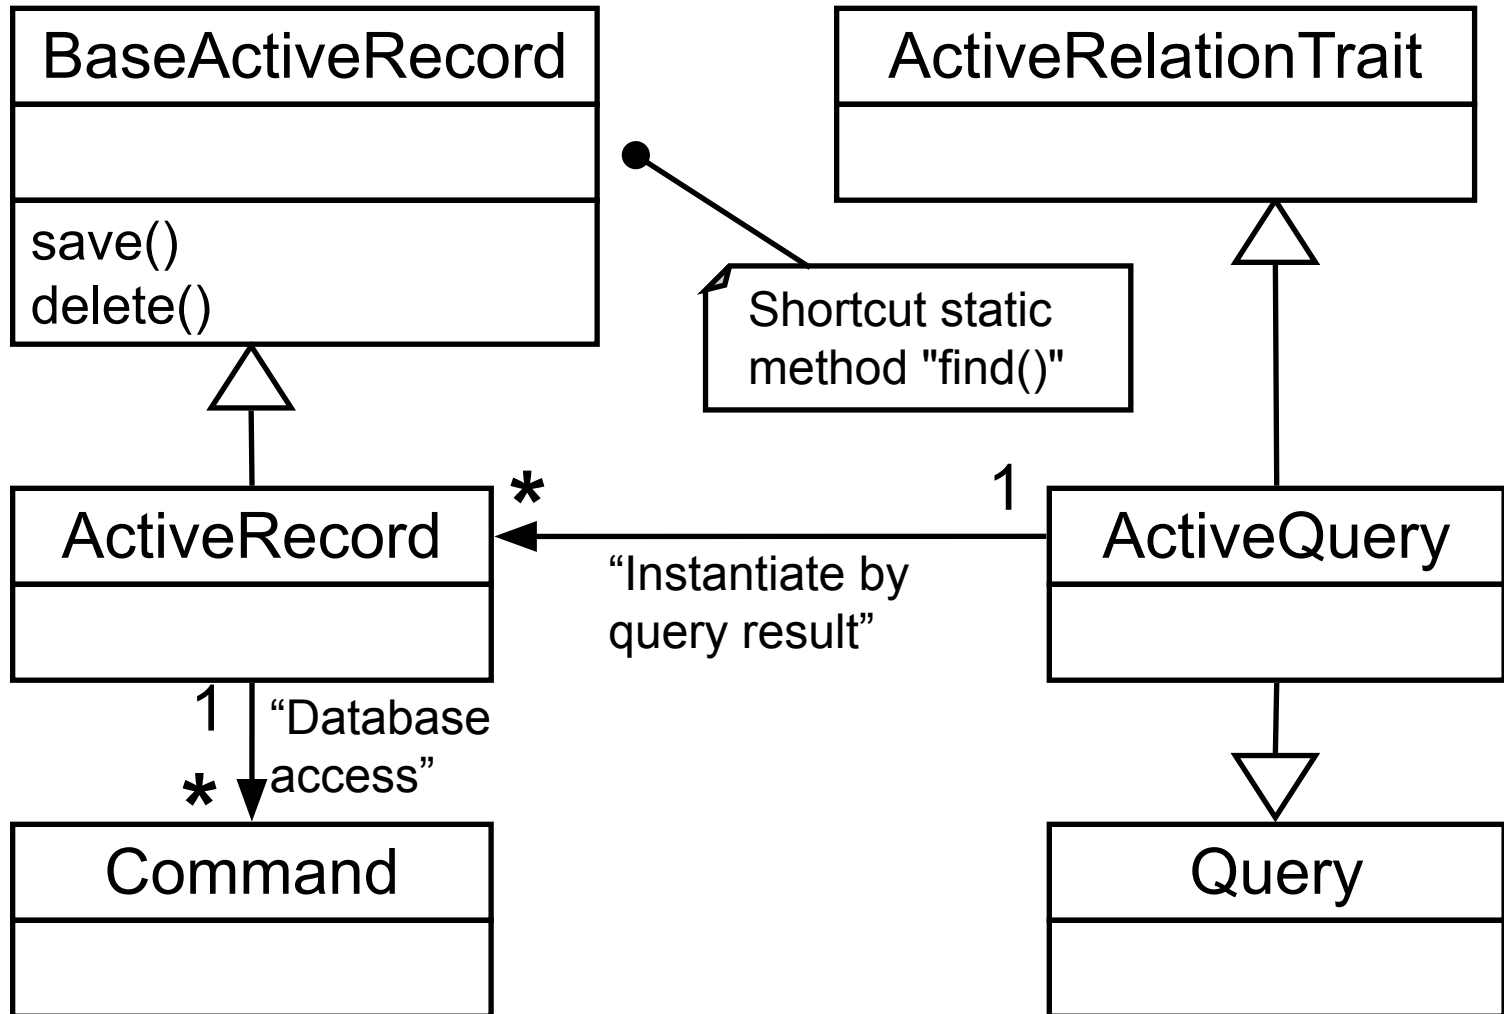 BaseActiveRecord
save()
delete()
ActiveRelationTrait
Shortcut static
method "find()"
ActiveRecord
*
1
“Instantiate by
query result”
ActiveQuery
1
“Database
access”
*
Command
Query